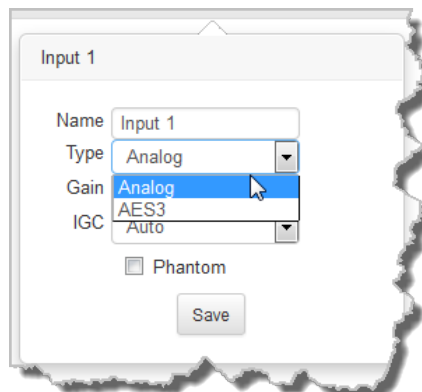 Input 1
Name Input 1
Type Analog
Gain Analog
AES3
IGC Auto
Phantom
Save